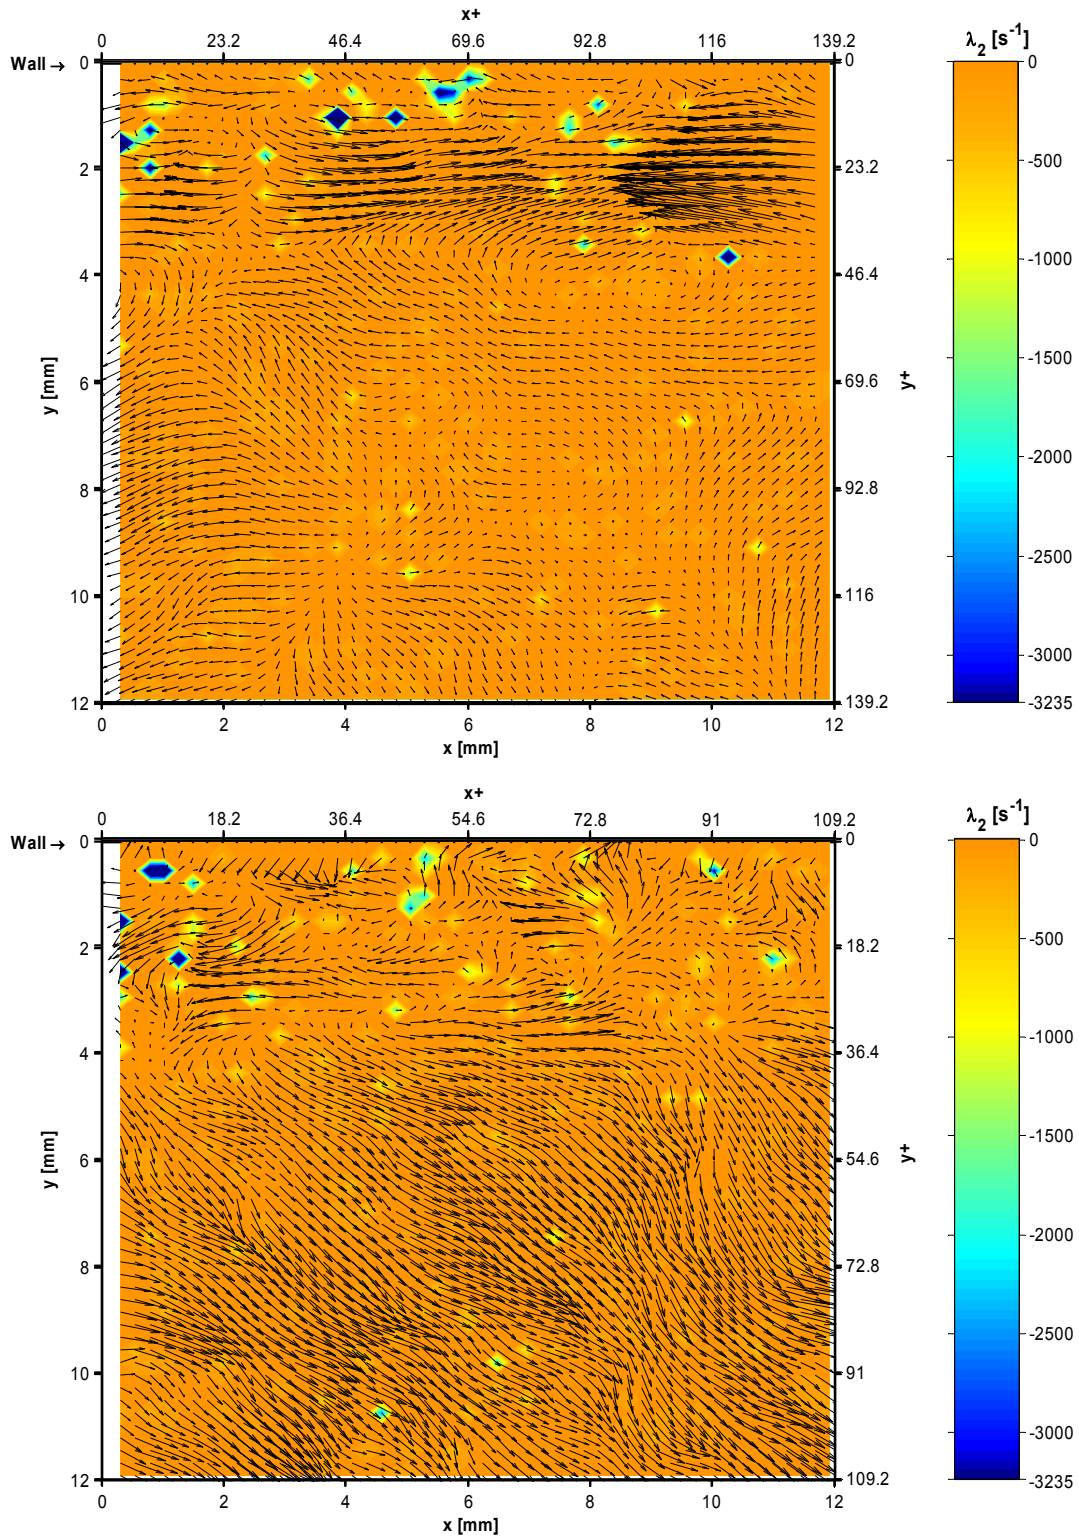 x+
0 23.2 46.4 69.6 92.8 116 139.2
Wall →
λ2 [s-1]
0
2
4
6
8
10
12
y [mm]
0
23.2
46.4
69.6
92.8
116
139.2
y+
0 2 4 6 8 10 12
x [mm]
0
-500
-1000
-1500
-2000
-2500
-3000
-3235
x+
0 18.2 36.4 54.6 72.8 91 109.2
Wall →
λ2 [s-1]
0
2
4
6
8
10
12
y [mm]
0
18.2
36.4
54.6
72.8
91
109.2
y+
0 2 4 6 8 10 12
x [mm]
0
-500
-1000
-1500
-2000
-2500
-3000
-3235